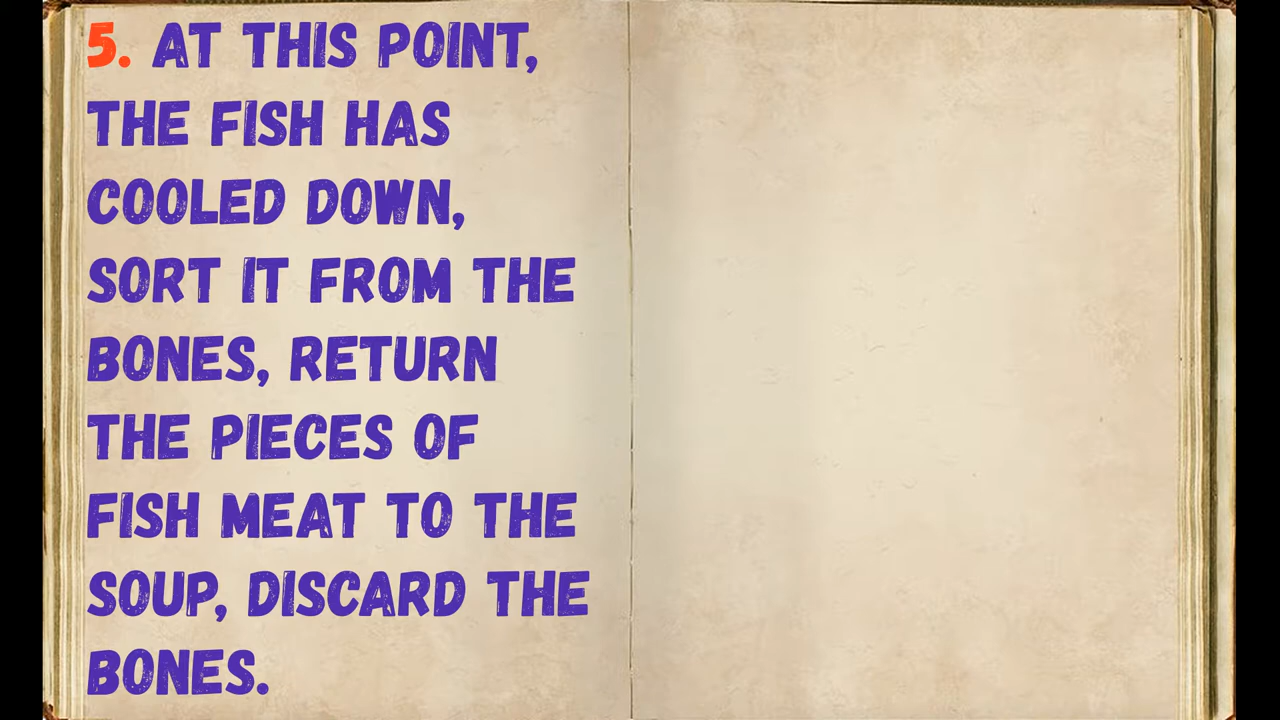 5. AT THIS POINT,
THE FISH HAS
COOLED DOWN,
SORT IT FROM THE
BONES, RETURN
THE PIECES OF
FISH MEAT TO THE
SOUP, DISCARD THE
BONES.